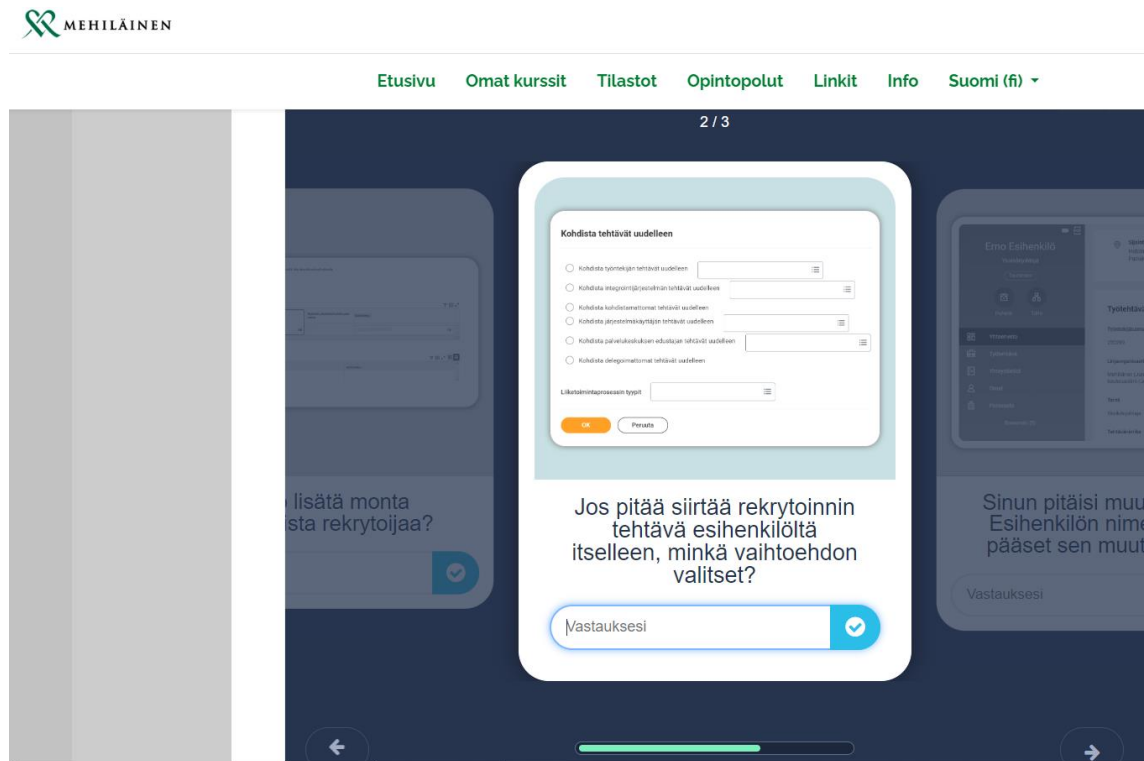 MEHILÄINEN
Etusivu Omat kurssit Tilastot Opintopolut Linkit Info Suomi (fi)
2 / 3
Kohdista tehtävät uudelleen
Kohdista työntekijän tehtävät uudelleen
Kohdista integrointijärjestelmän tehtävät uudelleen
Kohdista kohdistamattomat tehtävät uudelleen
Kohdista järjestelmäkäyttäjän tehtävät uudelleen
Kohdista palvelukeskuksen edustajan tehtävät uudelleen
Kohdista delegoimattomat tehtävät uudelleen
Liiketoimintaprosessin tyypit
OK Peruuta
Jos pitää siirtää rekrytoinnin
tehtävä esihenkilöltä
itselleen, minkä vaihtoehdon
valitset?
Vastauksesi
lisätä monta
sta rekrytoijaa?
Erno Esihenkilö
Yhteenveto
Sinun pitäisi muu
Esihenkilön nime
pääset sen muut
Vastauksesi